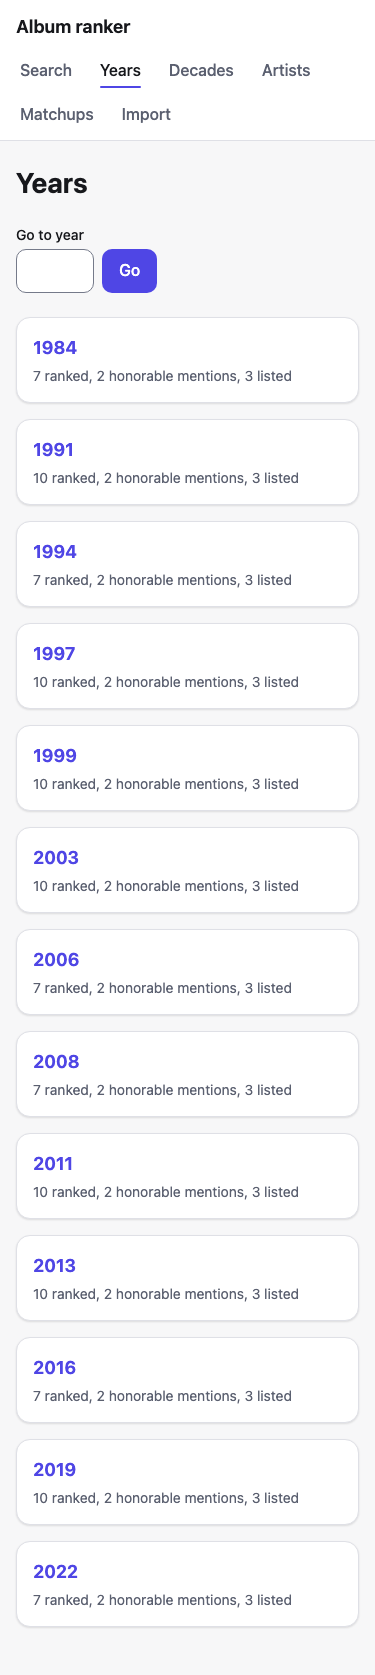 Album ranker
Search Years Decades Artists
Matchups Import
Years
Go to year
Go
1984
7 ranked, 2 honorable mentions, 3 listed
1991
10 ranked, 2 honorable mentions, 3 listed
1994
7 ranked, 2 honorable mentions, 3 listed
1997
10 ranked, 2 honorable mentions, 3 listed
1999
10 ranked, 2 honorable mentions, 3 listed
2003
10 ranked, 2 honorable mentions, 3 listed
2006
7 ranked, 2 honorable mentions, 3 listed
2008
7 ranked, 2 honorable mentions, 3 listed
2011
10 ranked, 2 honorable mentions, 3 listed
2013
10 ranked, 2 honorable mentions, 3 listed
2016
7 ranked, 2 honorable mentions, 3 listed
2019
10 ranked, 2 honorable mentions, 3 listed
2022
7 ranked, 2 honorable mentions, 3 listed